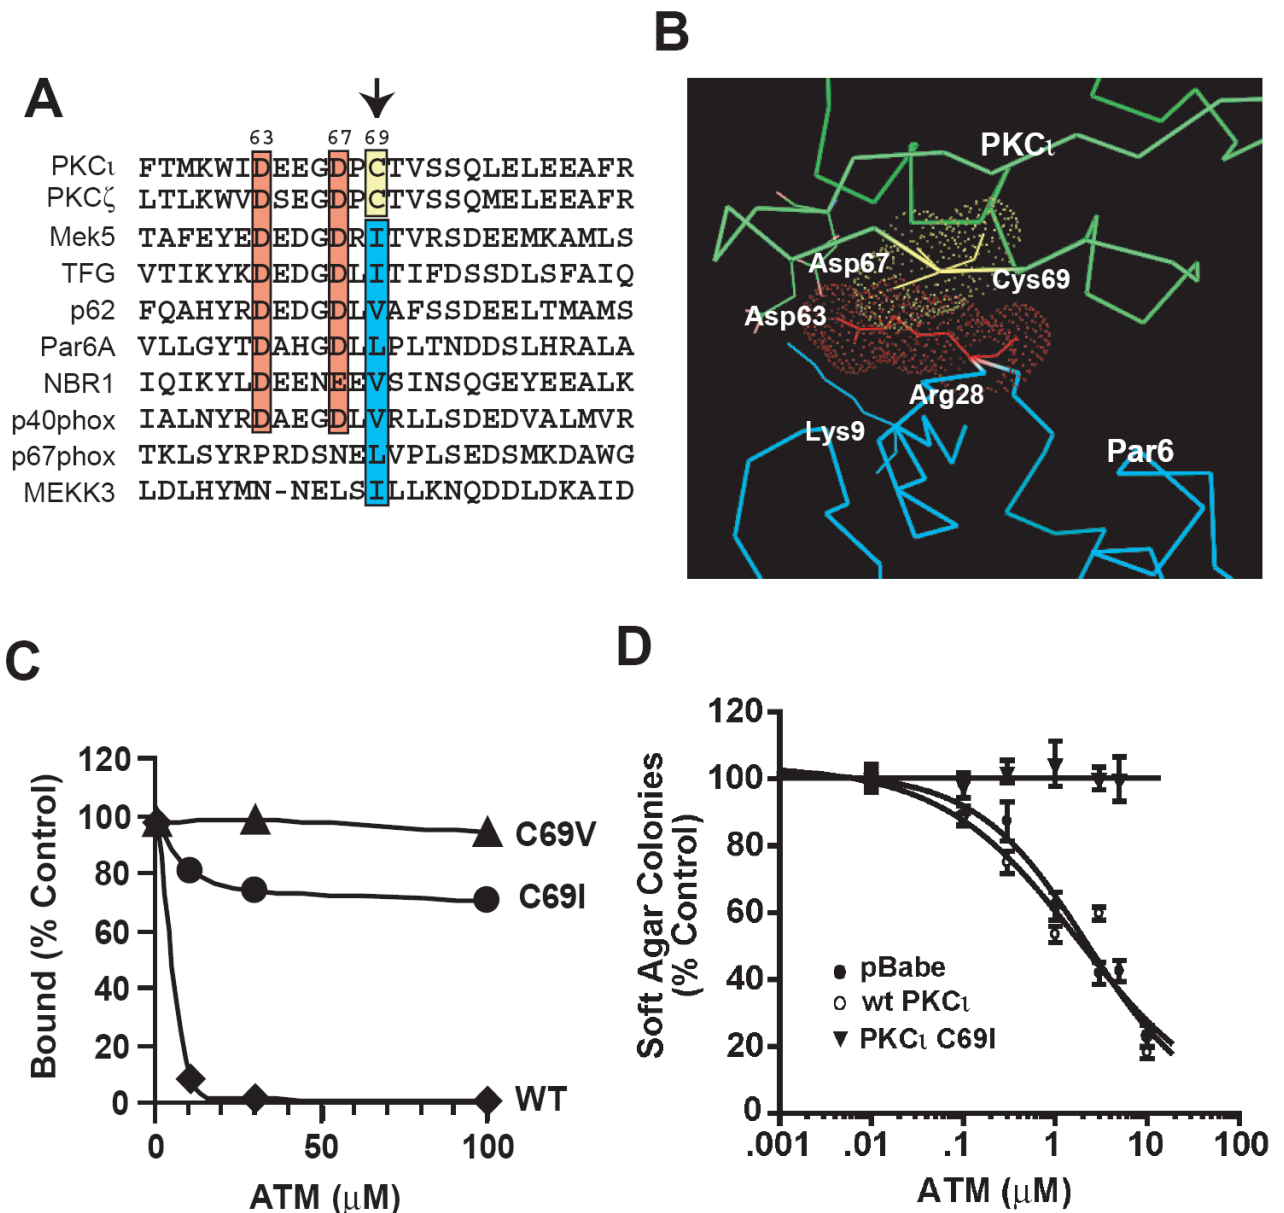 A
63 67 69
PKCι FTMKWIDEEGDPCTVSSQLELEEAFR
PKCζ LTLKWVDSEGDPCTVSSQMELEEAFR
Mek5 TAFEYEDEDGDRITVRSDEEMKAMLS
TFG VTIKYKDEDGDLITIFDSSDLSFAIQ
p62 FQAHYRDEDGDLVAFSSDEELTMAMS
Par6A VLLGYTDAHGDLLPLTNDDSLHRALA
NBR1 IQIKYLDEENEEVSINSQGEYEEALK
p40phox IALNYRDAEGDLVRLLSDEDVALMVR
p67phox TKLSYRPRDSNELVPLSEDSMKDAWG
MEKK3 LDLHYMN-NELSILLKNQDDLDKAID
B
PKCι
Asp67
Cys69
Asp63
Arg28
Lys9
Par6
C
Bound (% Control)
120
100
80
60
40
20
0
C69V
C69I
WT
0 50 100
ATM (μM)
D
Soft Agar Colonies
(% Control)
120
100
80
60
40
20
0
pBabe
wt PKCι
PKCι C69I
.001 .01 .1 1 10 100
ATM (μM)